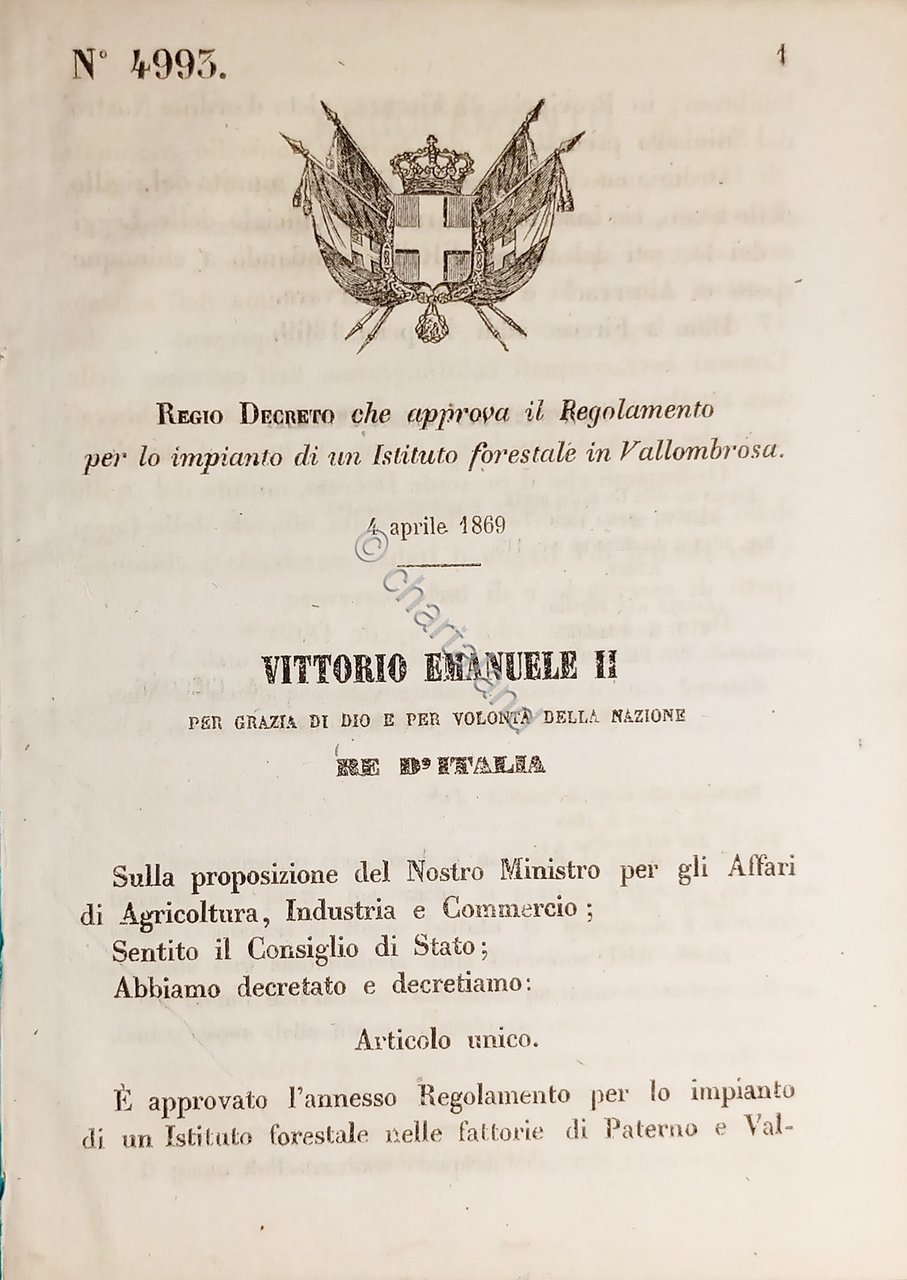 N° 4993.
1
REGIO DECRETO che approva il Regolamento
per lo impianto di un Istituto forestale in Vallombrosa.
4 aprile 1869
© chartaland
VITTORIO EMANUELE II
PER GRAZIA DI DIO E PER VOLONTÀ DELLA NAZIONE
RE D'ITALIA
Sulla proposizione del Nostro Ministro per gli Affari
di Agricoltura, Industria e Commercio;
Sentito il Consiglio di Stato;
Abbiamo decretato e decretiamo:
Articolo unico.
È approvato l'annesso Regolamento per lo impianto
di un Istituto forestale nelle fattorie di Paterno e Val-